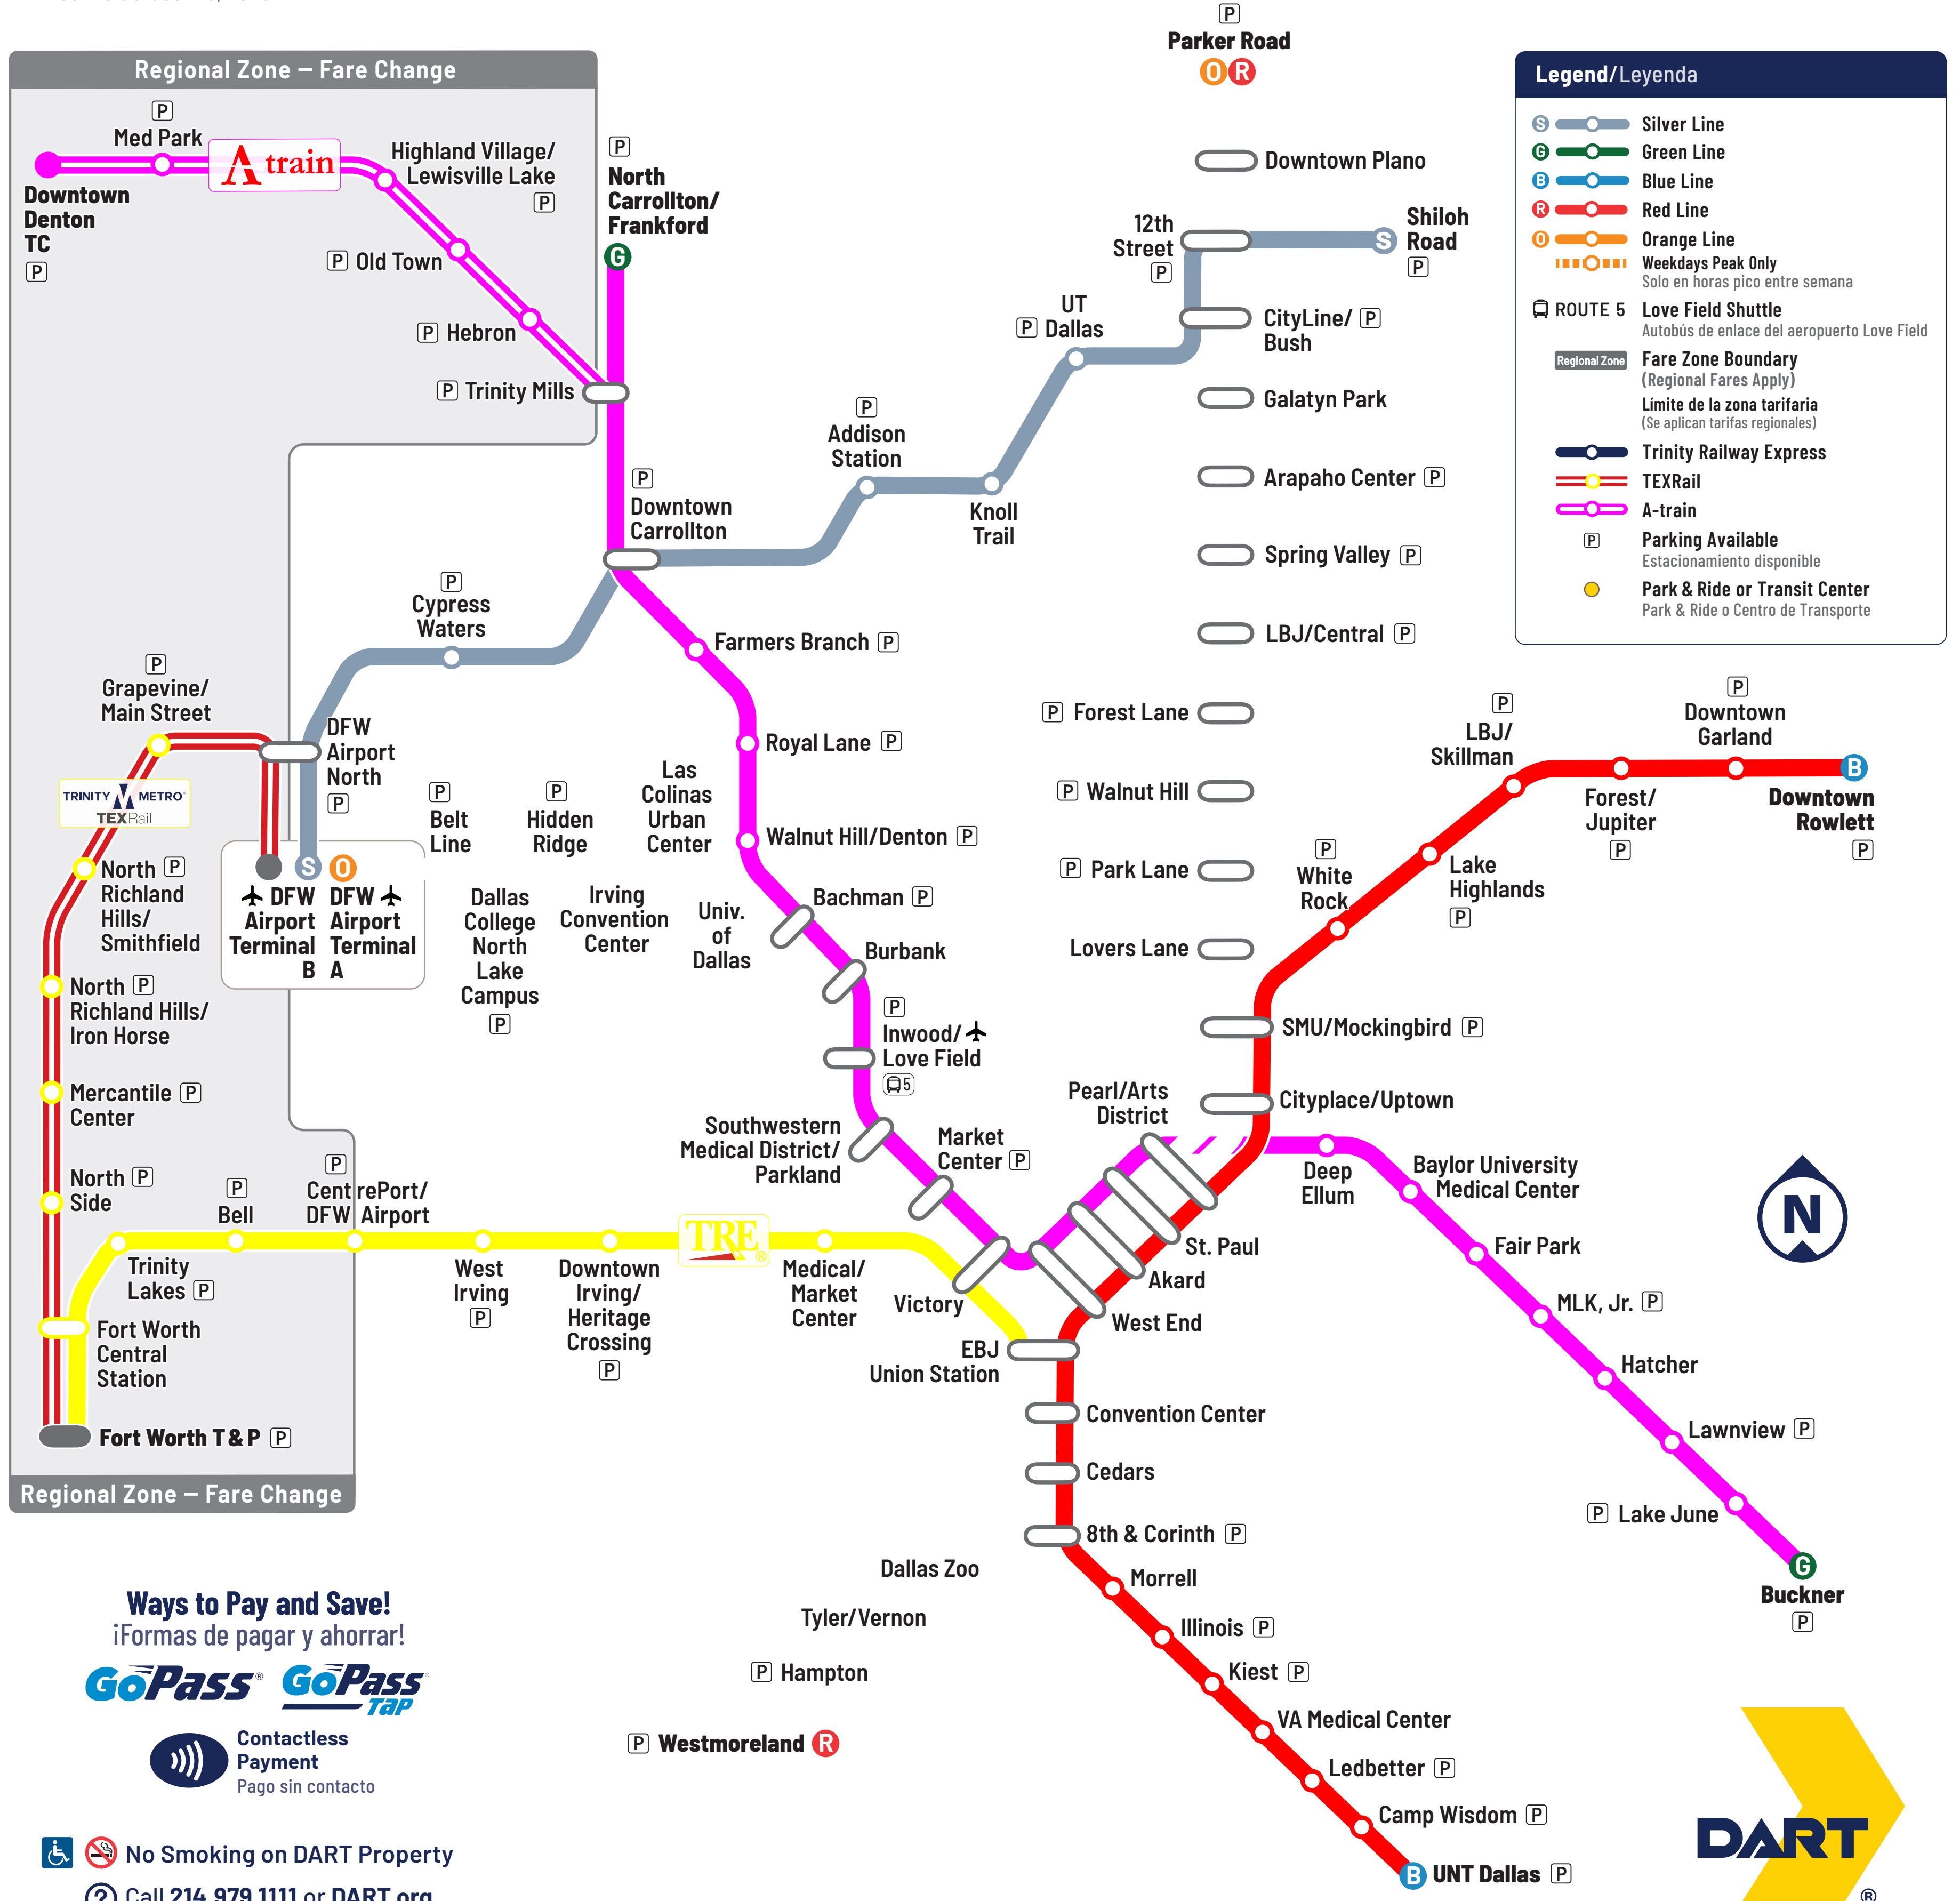 Regional Zone – Fare Change
Med Park
P
A train
Highland Village/
Lewisville Lake
P
Downtown
Denton
TC
P
P Old Town
P Hebron
P Trinity Mills
P
North
Carrollton/
Frankford
G
P
Downtown
Carrollton
P
Parker Road
O R
Downtown Plano
12th
Street
P
S
Shiloh
Road
P
UT
P Dallas
CityLine/ P
Bush
Galatyn Park
P
Addison
Station
Knoll
Trail
Arapaho Center P
Spring Valley P
LBJ/Central P
P Forest Lane
P Walnut Hill
P Park Lane
Lovers Lane
SMU/Mockingbird P
Cityplace/Uptown
Legend/Leyenda
S Silver Line
G Green Line
B Blue Line
R Red Line
O Orange Line
Weekdays Peak Only
Solo en horas pico entre semana
ROUTE 5 Love Field Shuttle
Autobús de enlace del aeropuerto Love Field
Regional Zone Fare Zone Boundary
(Regional Fares Apply)
Límite de la zona tarifaria
(Se aplican tarifas regionales)
Trinity Railway Express
TEXRail
A-train
P Parking Available
Estacionamiento disponible
Park & Ride or Transit Center
Park & Ride o Centro de Transporte
P
Cypress
Waters
Farmers Branch P
Royal Lane P
Walnut Hill/Denton P
Bachman P
Burbank
P
Inwood/
Love Field
5
Southwestern
Medical District/
Parkland
Market
Center P
Victory
P
Grapevine/
Main Street
TRINITY METRO
TEXRail
DFW
Airport
North
P
S O
DFW
Airport
Terminal
B
DFW
Airport
Terminal
A
P
Belt
Line
P
Hidden
Ridge
Las
Colinas
Urban
Center
Dallas
College
North
Lake
Campus
P
Irving
Convention
Center
Univ.
of
Dallas
North P
Richland
Hills/
Smithfield
North P
Richland Hills/
Iron Horse
Mercantile P
Center
North P
Side
P
Bell
P
CentrePort/
DFW Airport
Trinity
Lakes P
Fort Worth
Central
Station
Fort Worth T & P P
Regional Zone – Fare Change
West
Irving
P
Downtown
Irving/
Heritage
Crossing
P
TRE®
Medical/
Market
Center
EBJ
Union Station
Pearl/Arts
District
St. Paul
Akard
West End
Convention Center
Cedars
8th & Corinth P
P
White
Rock
Lake
Highlands
P
P
LBJ/
Skillman
Forest/
Jupiter
P
P
Downtown
Garland
B
Downtown
Rowlett
P
Deep
Ellum
Baylor University
Medical Center
Fair Park
MLK, Jr. P
Hatcher
Lawnview P
P Lake June
G
Buckner
P
N
Dallas Zoo
Tyler/Vernon
P Hampton
P Westmoreland R
Morrell
Illinois P
Kiest P
VA Medical Center
Ledbetter P
Camp Wisdom P
B UNT Dallas P
Ways to Pay and Save!
¡Formas de pagar y ahorrar!
GoPass® GoPass
TAP
Contactless
Payment
Pago sin contacto
No Smoking on DART Property
? Call 214.979.1111 or DART.org
DART
®